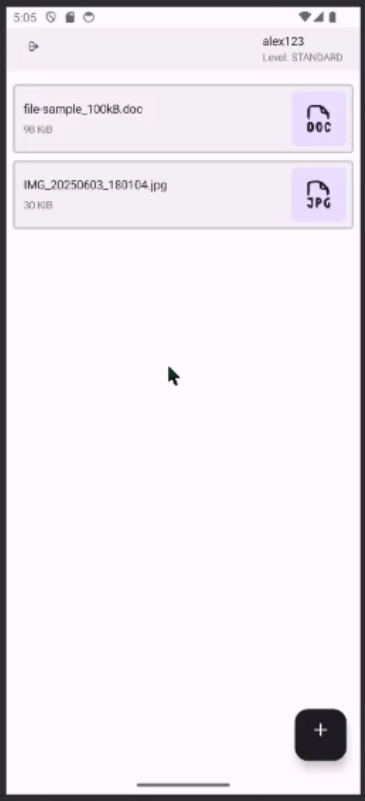 5:05
alex123
Level: STANDARD
file-sample_100kB.doc
98 KiB
DOC
IMG_20250603_180104.jpg
30 KiB
JPG
+